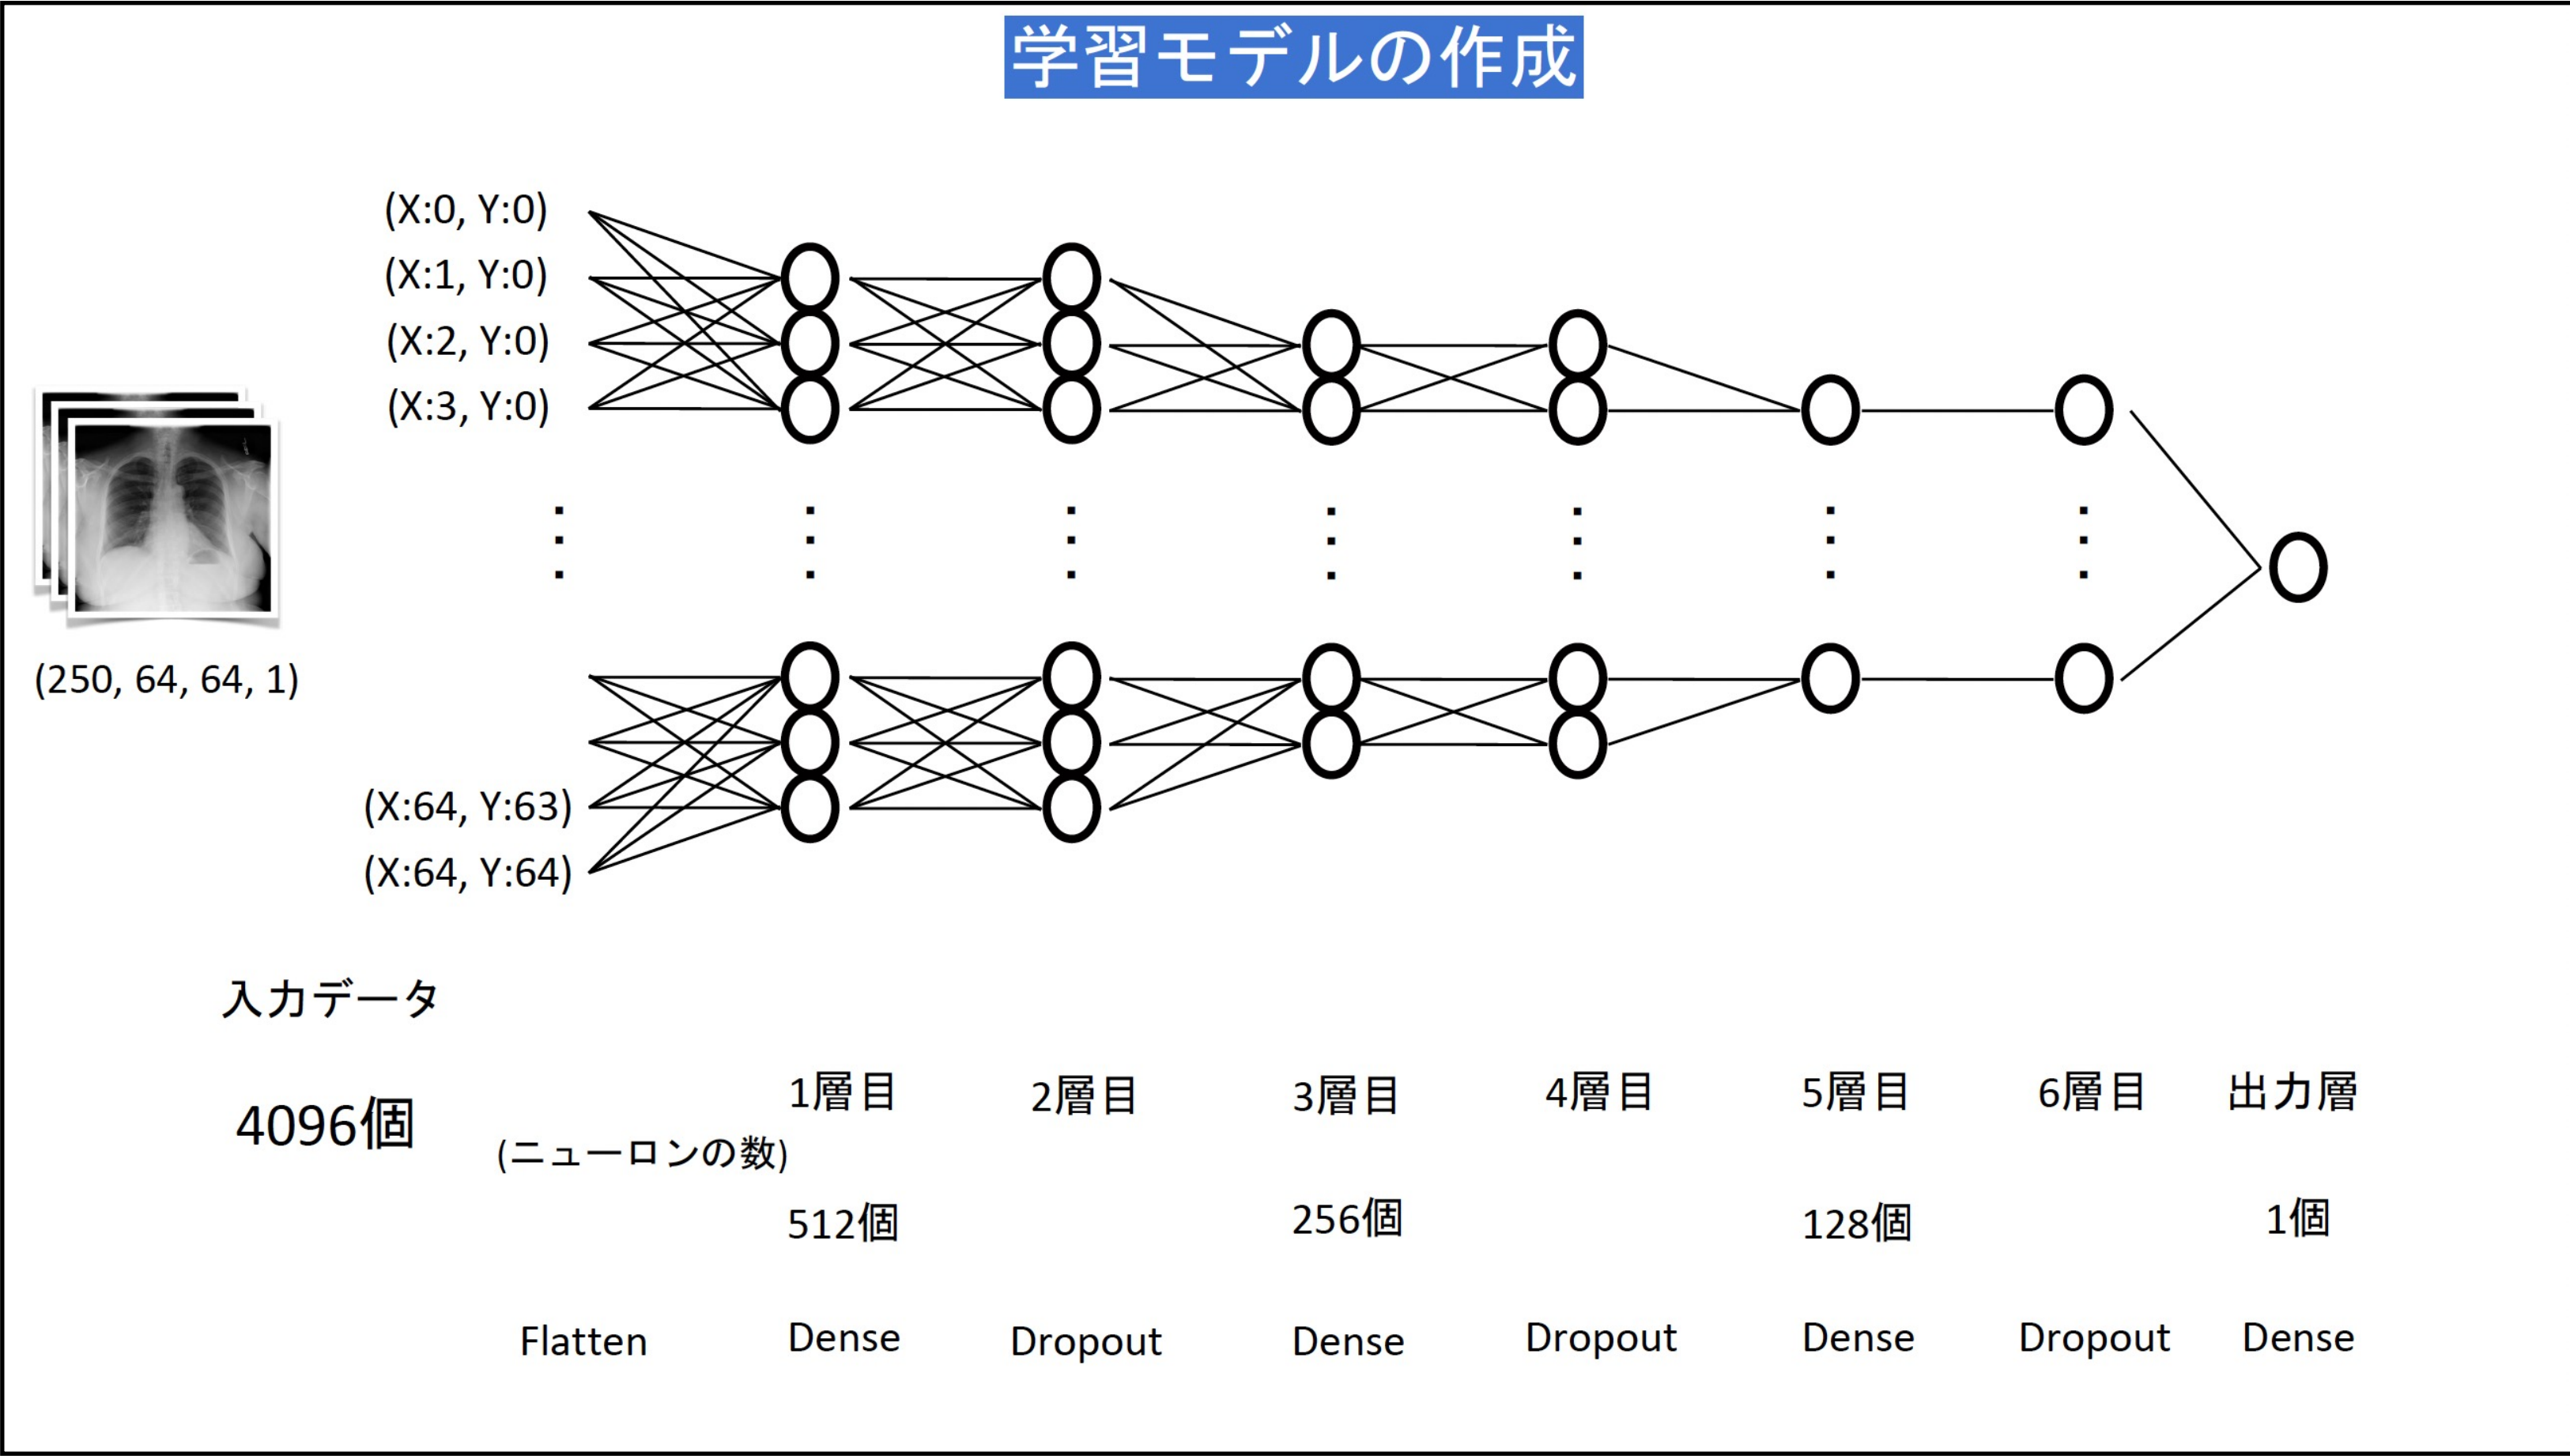 学習モデルの作成
(X:0, Y:0)
(X:1, Y:0)
(X:2, Y:0)
(X:3, Y:0)
(250, 64, 64, 1)
(X:64, Y:63)
(X:64, Y:64)
入力データ
4096個
(ニューロンの数)
1層目
2層目
3層目
4層目
5層目
6層目
出力層
512個
256個
128個
1個
Flatten
Dense
Dropout
Dense
Dropout
Dense
Dropout
Dense